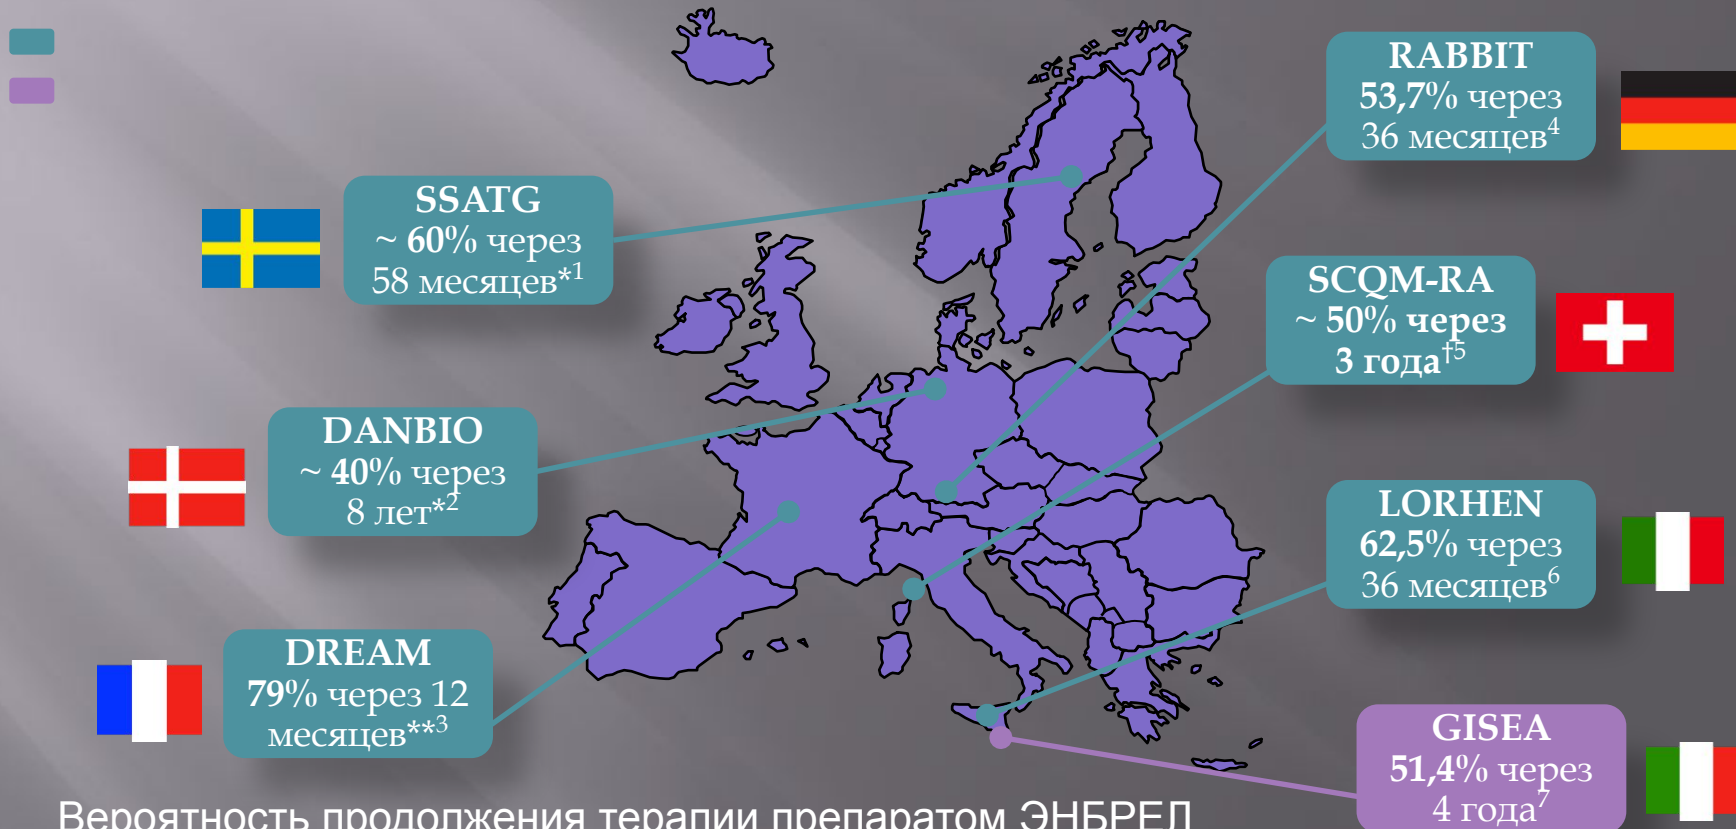 RABBIT
53,7% через
36 месяцев⁴
SSATG
~ 60% через
58 месяцев*¹
SCQM-RA
~ 50% через
3 года†⁵
DANBIO
~ 40% через
8 лет*²
LORHEN
62,5% через
36 месяцев⁶
DREAM
79% через 12
месяцев**³
GISEA
51,4% через
4 года⁷
Вероятность продолжения терапии препаратом ЭНБРЕЛ